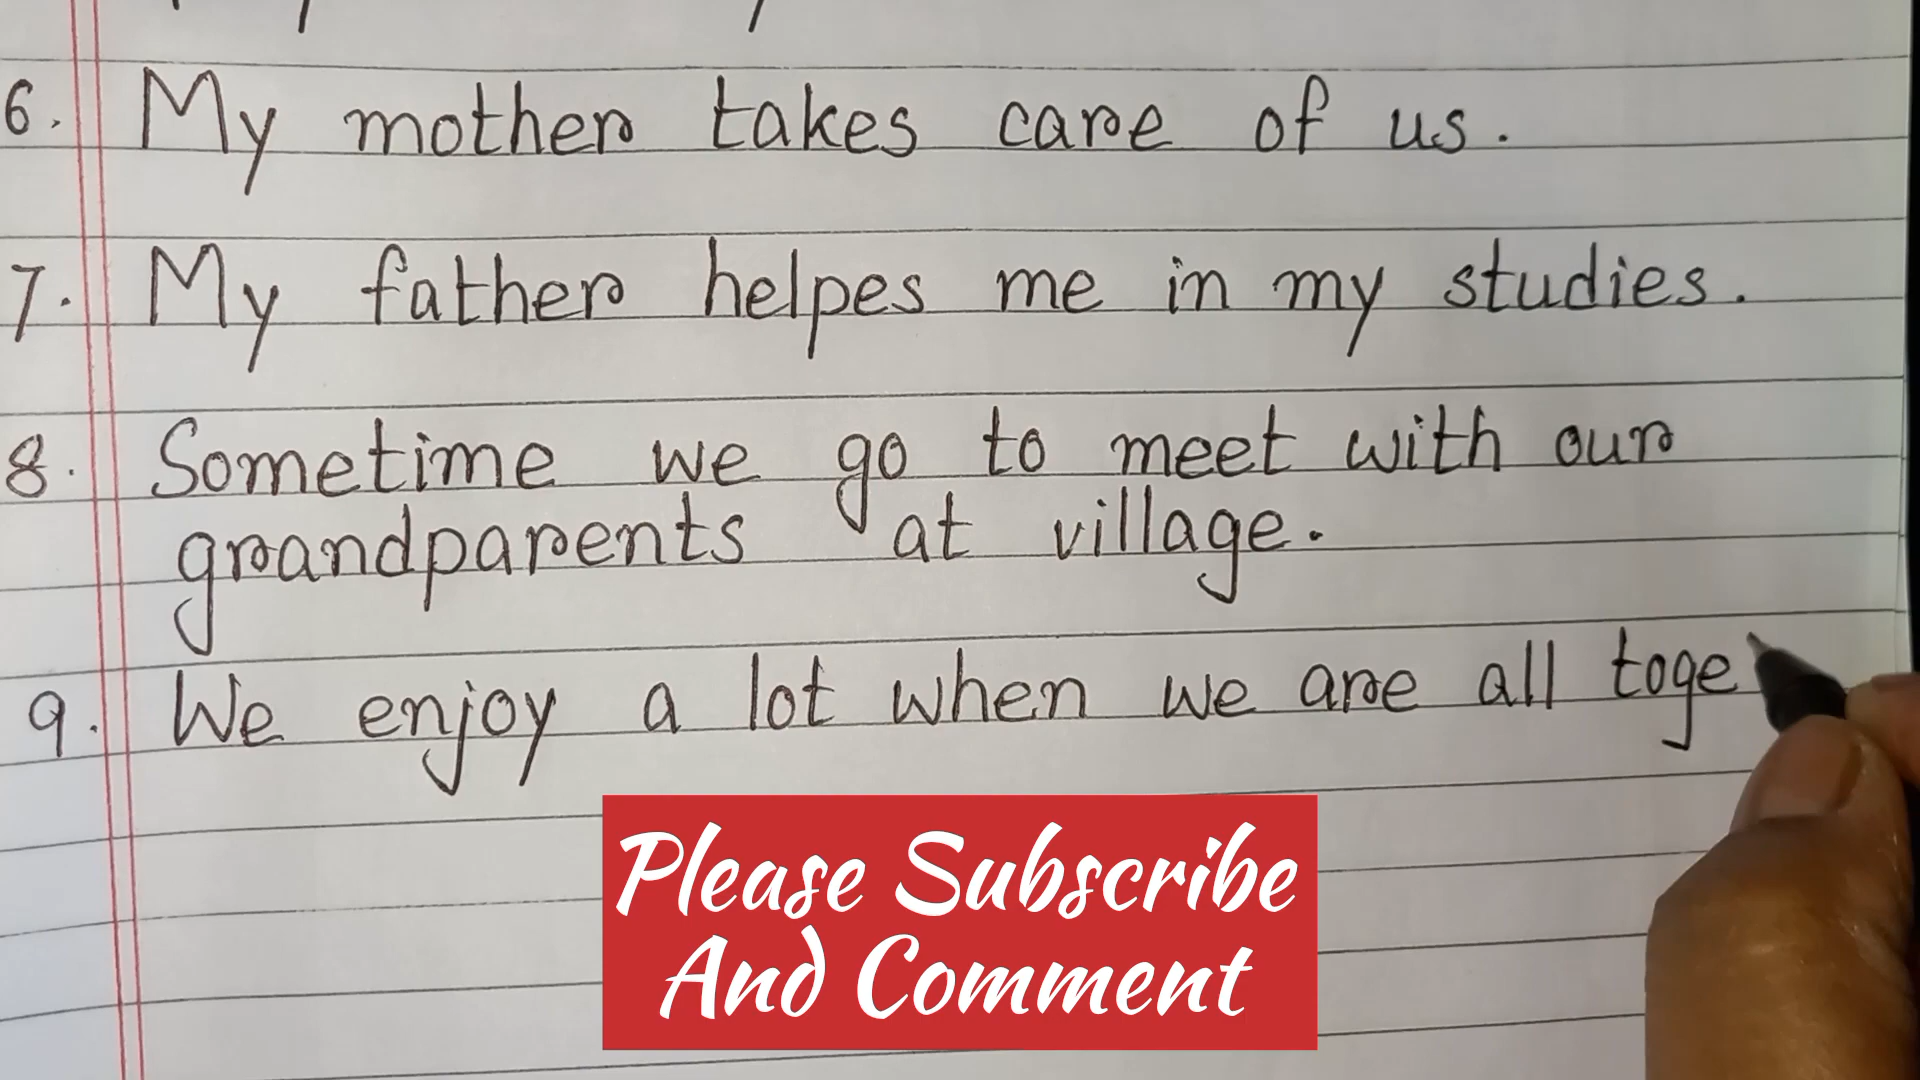 6. My mother takes care of us.
7. My father helpes me in my studies.
8. Sometime we go to meet with our
grandparents at village.
9. We enjoy a lot when we are all toge
Please Subscribe
And Comment